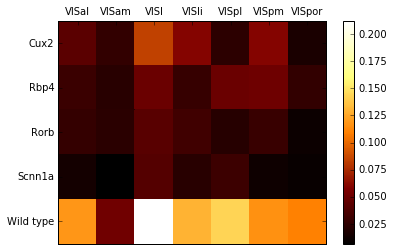 VISal VISam VISl VISli VISpl VISpm VISpor
Cux2
Rbp4
Rorb
Scnn1a
Wild type
0.200
0.175
0.150
0.125
0.100
0.075
0.050
0.025